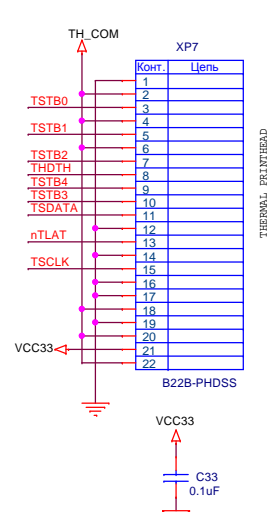 TH_COM
XP7
Конт. Цепь
1
2
TSTB0 3
4
TSTB1 5
6
TSTB2 7
THDTH 8
TSTB4 9
TSTB3 10
TSDATA 11
12
nTLAT 13
14
TSCLK 15
16
17
18
19
20
VCC33 21
22
B22B-PHDSS
THERMAL PRINTHEAD
VCC33
C33
0.1uF